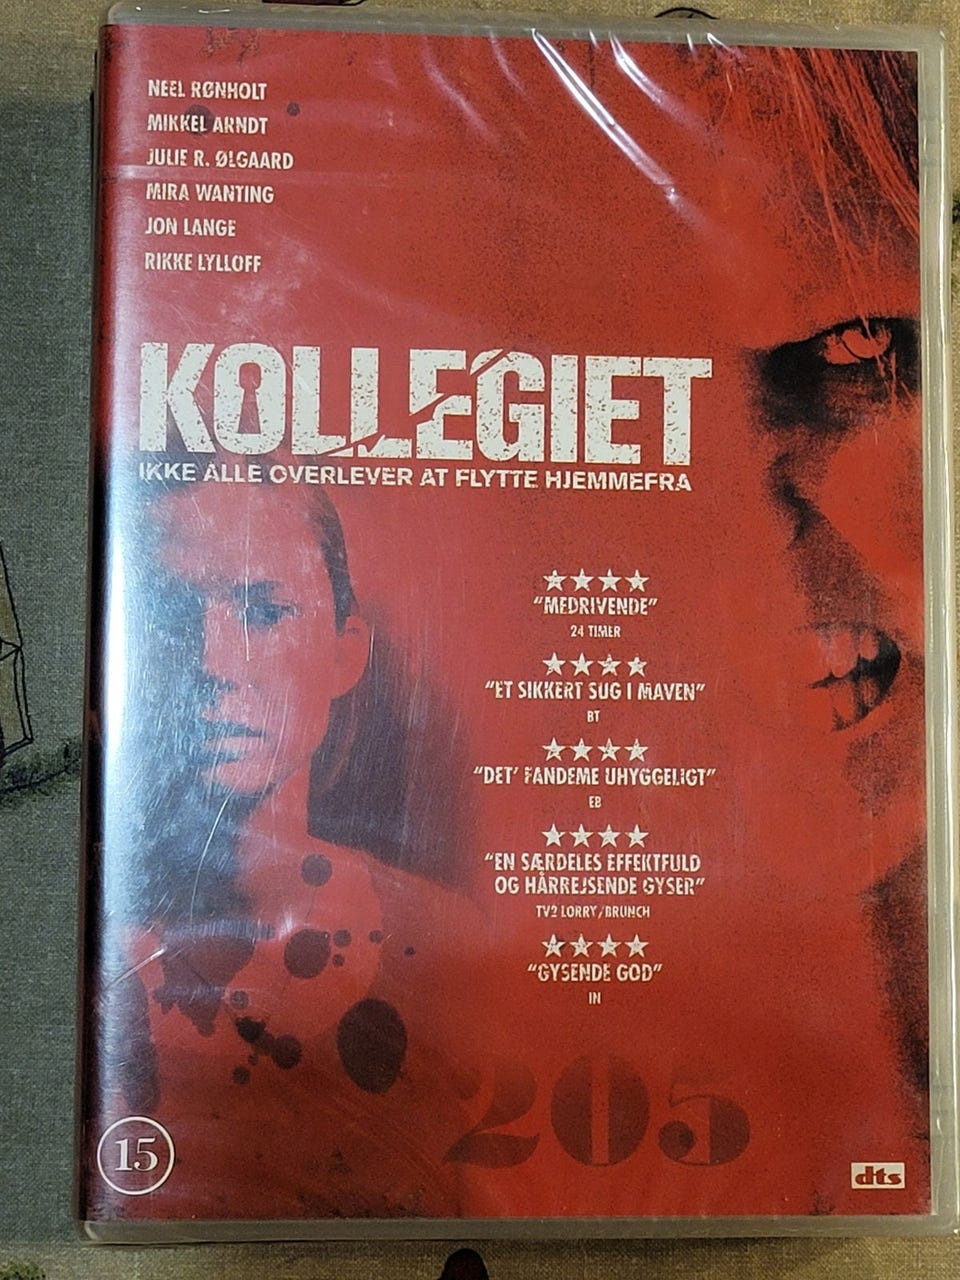 NEEL RØNHOLT
MIKKEL ARNDT
JULIE R. ØLGAARD
MIRA WANTING
JON LANGE
RIKKE LYLLOFF
KOLLEGIET
IKKE ALLE OVERLEVER AT FLYTTE HJEMMEFRA
"MEDRIVENDE"
24 TIMER
"ET SIKKERT SUG I MAVEN"
BT
"DET' FANDEME UHYGGELIGT"
EB
"EN SÆRDELES EFFEKTFULD
OG HÅRREJSENDE GYSER"
TV2 LORRY/BRUNCH
"GYSENDE GOD"
IN
205
15
dts